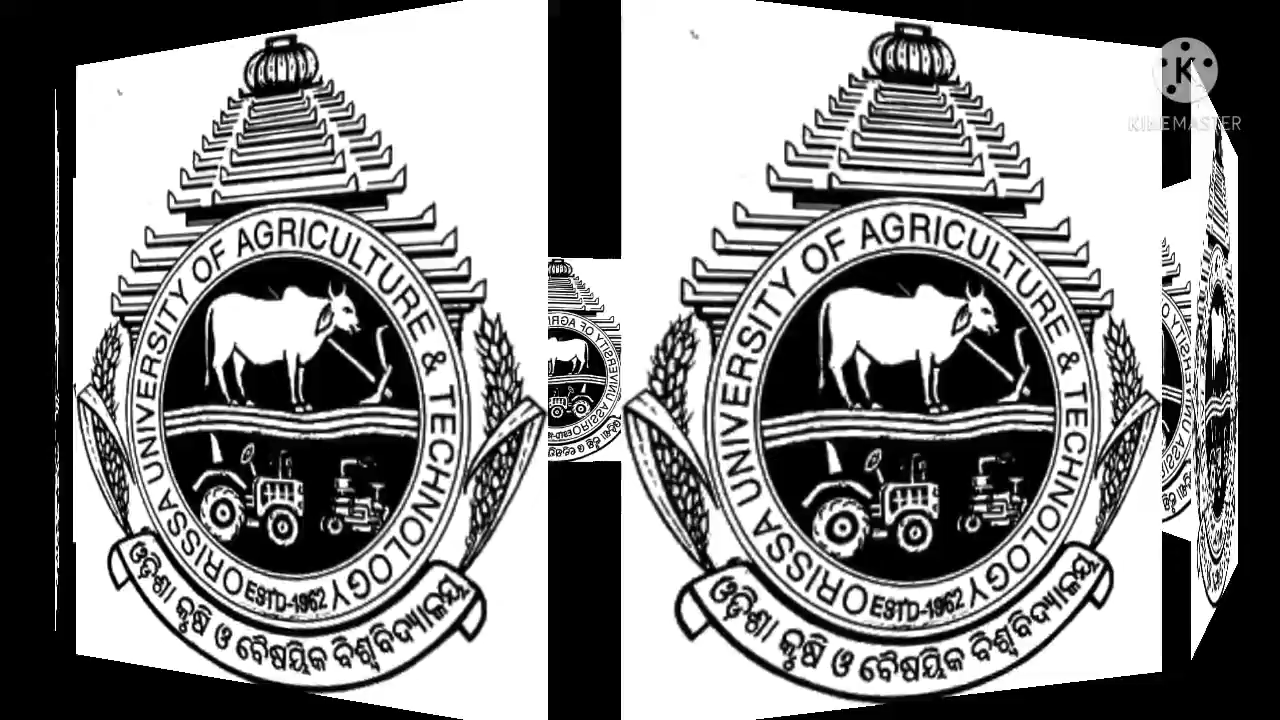 ORISSA UNIVERSITY OF AGRICULTURE & TECHNOLOGY
ESTD-1962
ଓଡ଼ିଶା କୃଷି ଓ ବୈଷୟିକ ବିଶ୍ୱବିଦ୍ୟାଳୟ
ORISSA UNIVERSITY OF AGRICULTURE & TECHNOLOGY
ESTD-1962
ଓଡ଼ିଶା କୃଷି ଓ ବୈଷୟିକ ବିଶ୍ୱବିଦ୍ୟାଳୟ
K
KINEMASTER